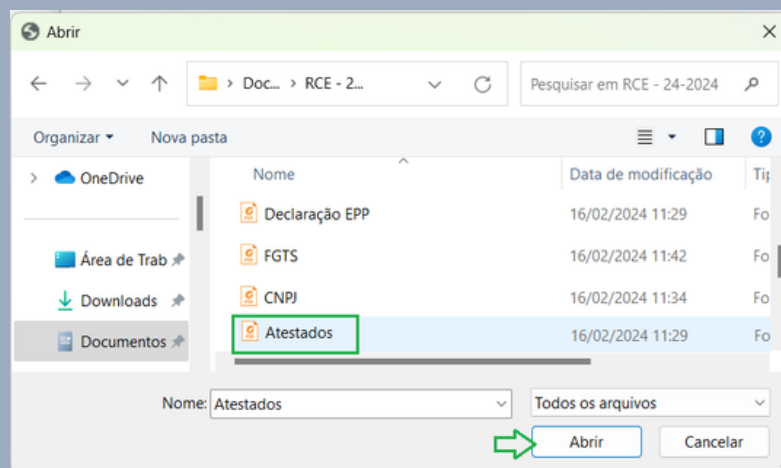 Abrir
Doc... > RCE - 2...
Pesquisar em RCE - 24-2024
Organizar
Nova pasta
OneDrive
Nome
Data de modificação
Tip
Declaração EPP
16/02/2024 11:29
Fo
Área de Trab
FGTS
16/02/2024 11:42
Fo
Downloads
CNPJ
16/02/2024 11:34
Fo
Documentos
Atestados
16/02/2024 11:29
Fo
Nome: Atestados
Todos os arquivos
Abrir
Cancelar